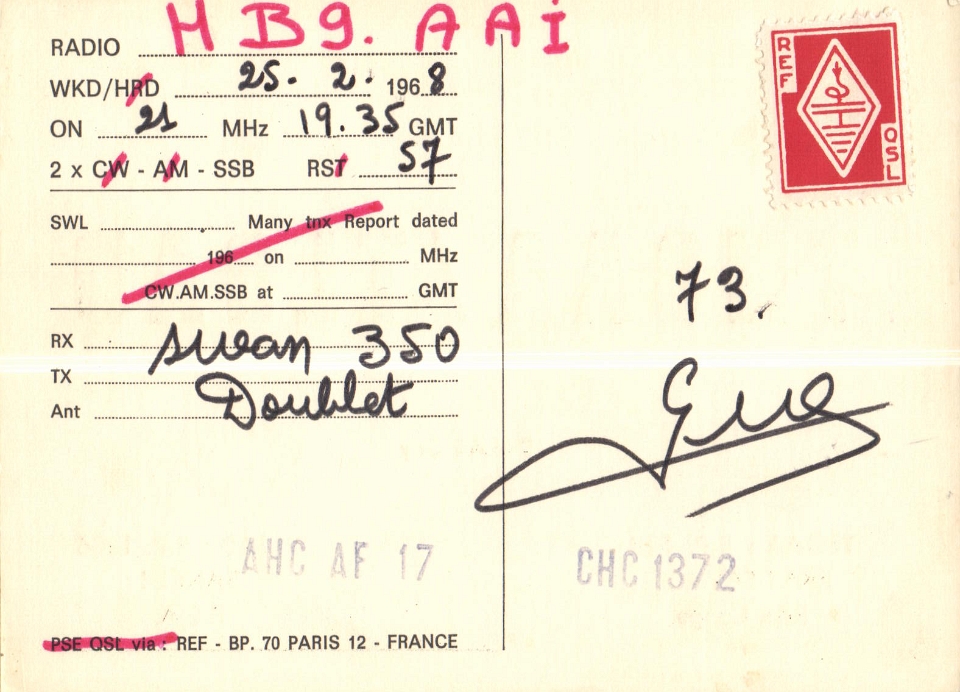 RADIO HB9. AAI
WKD/HRD 25. 2. 1968
ON 21 MHz 19.35 GMT
2 x CW - AM - SSB RST 57
SWL Many tnx Report dated
196 on MHz
CW.AM.SSB at GMT
RX swan 350
TX
Ant Doublet
AHC AF 17
PSE QSL via : REF - BP. 70 PARIS 12 - FRANCE
REF
QSL
73.
CHC 1372